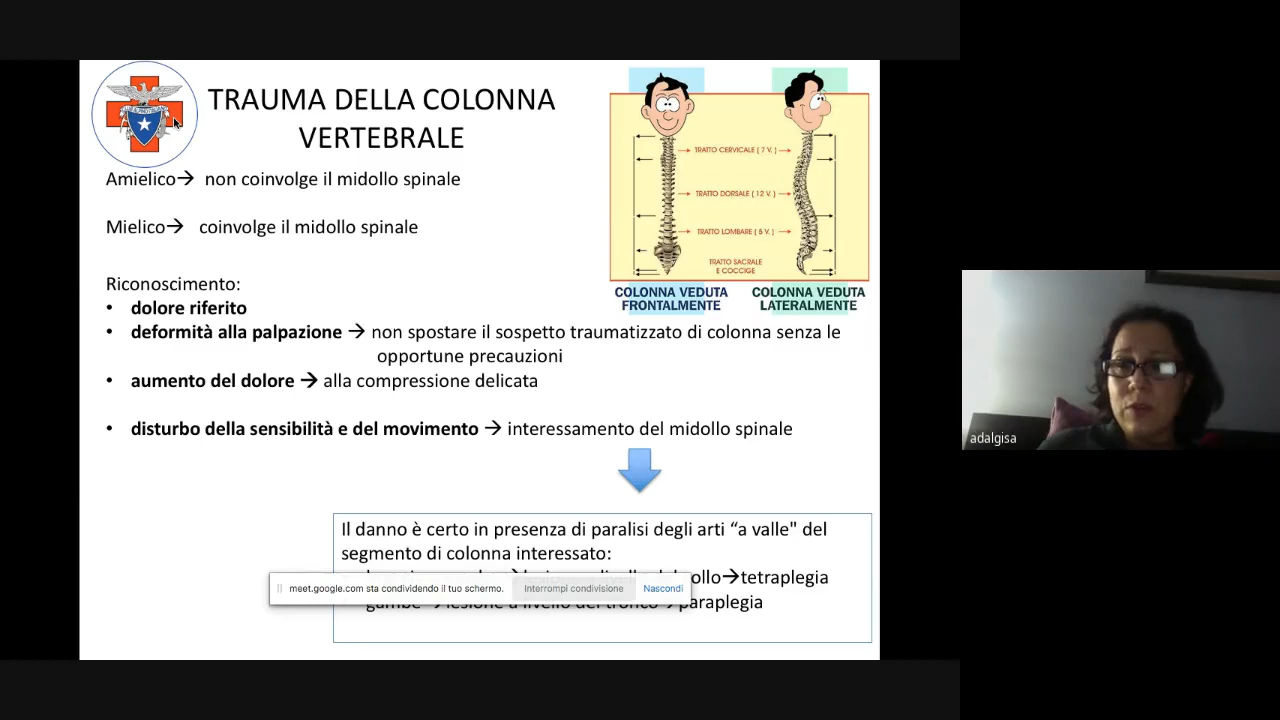 TRAUMA DELLA COLONNA
VERTEBRALE
Amielico→ non coinvolge il midollo spinale
Mielico→ coinvolge il midollo spinale
Riconoscimento:
• dolore riferito
• deformità alla palpazione → non spostare il sospetto traumatizzato di colonna senza le
opportune precauzioni
• aumento del dolore → alla compressione delicata
• disturbo della sensibilità e del movimento → interessamento del midollo spinale
Il danno è certo in presenza di paralisi degli arti “a valle" del
segmento di colonna interessato:
collo→tetraplegia
meet.google.com sta condividendo il tuo schermo. Interrompi condivisione Nascondi
gambe → lesione a livello del tronco→ paraplegia
TRATTO CERVICALE ( 7 V. )
TRATTO DORSALE ( 12 V. )
TRATTO LOMBARE ( 5 V. )
TRATTO SACRALE
E COCCIGE
COLONNA VEDUTA
FRONTALMENTE
COLONNA VEDUTA
LATERALMENTE
adalgisa